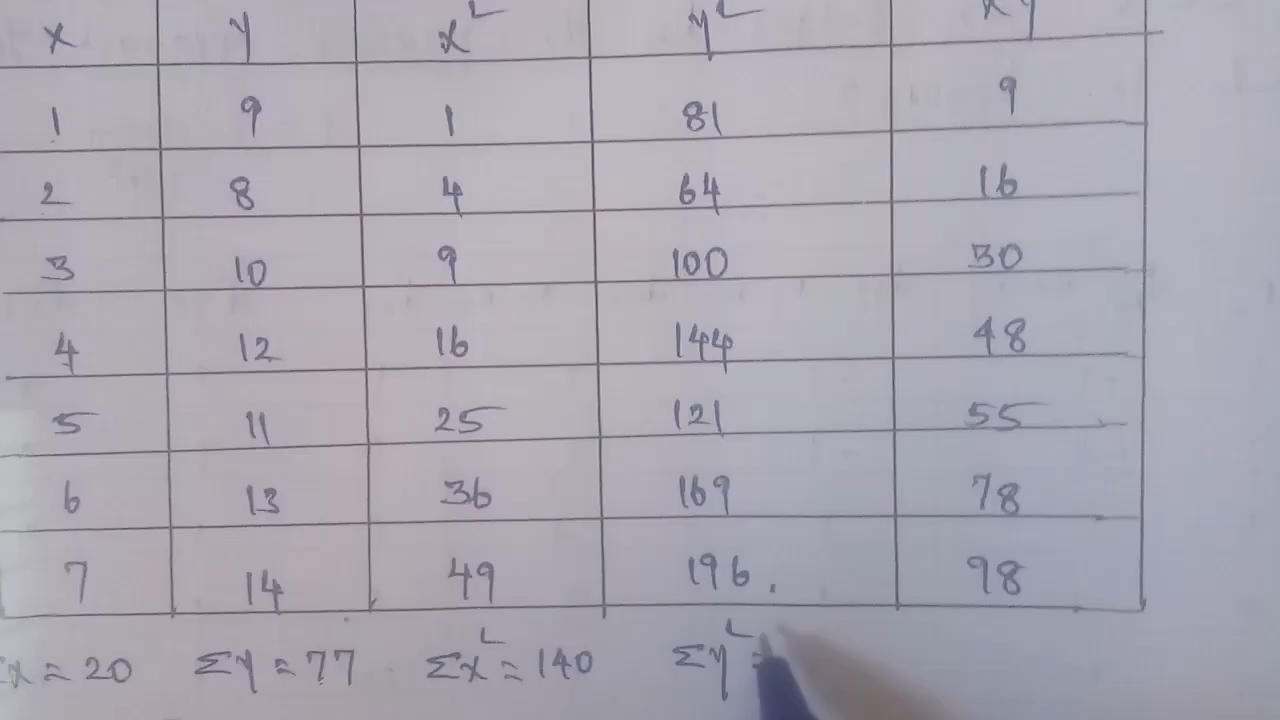 x y x² y² xy
1 9 1 81 9
2 8 4 64 16
3 10 9 100 30
4 12 16 144 48
5 11 25 121 55
6 13 36 169 78
7 14 49 196. 98
Σx = 20 Σy = 77 Σx² = 140 Σy² =